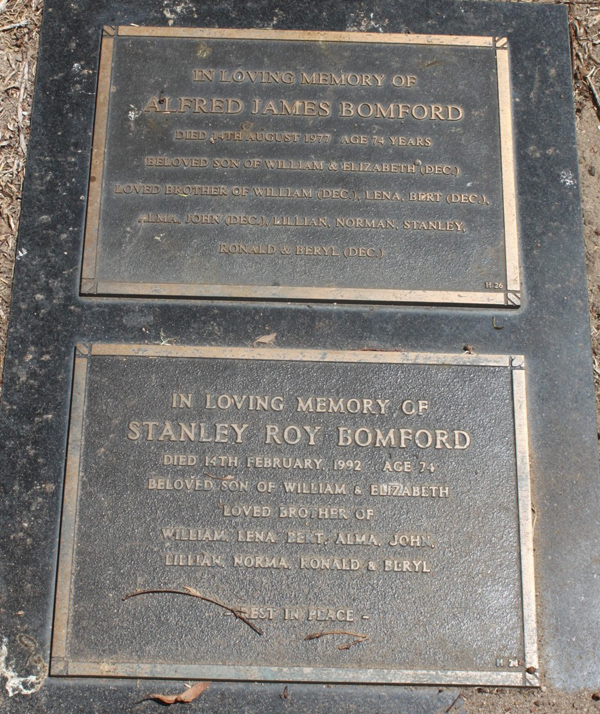 IN LOVING MEMORY OF
ALFRED JAMES BOMFORD
DIED 14TH AUGUST 1977 AGE 74 YEARS
BELOVED SON OF WILLIAM & ELIZABETH (DEC.)
LOVED BROTHER OF WILLIAM (DEC.), LENA, BERT (DEC.),
ALMA, JOHN (DEC.), LILLIAN, NORMAN, STANLEY,
RONALD & BERYL (DEC.)
H.26
IN LOVING MEMORY OF
STANLEY ROY BOMFORD
DIED 14TH FEBRUARY, 1992 AGE 74
BELOVED SON OF WILLIAM & ELIZABETH
LOVED BROTHER OF
WILLIAM, LENA, BERT, ALMA, JOHN,
LILLIAN, NORMA, RONALD & BERYL
- REST IN PEACE -